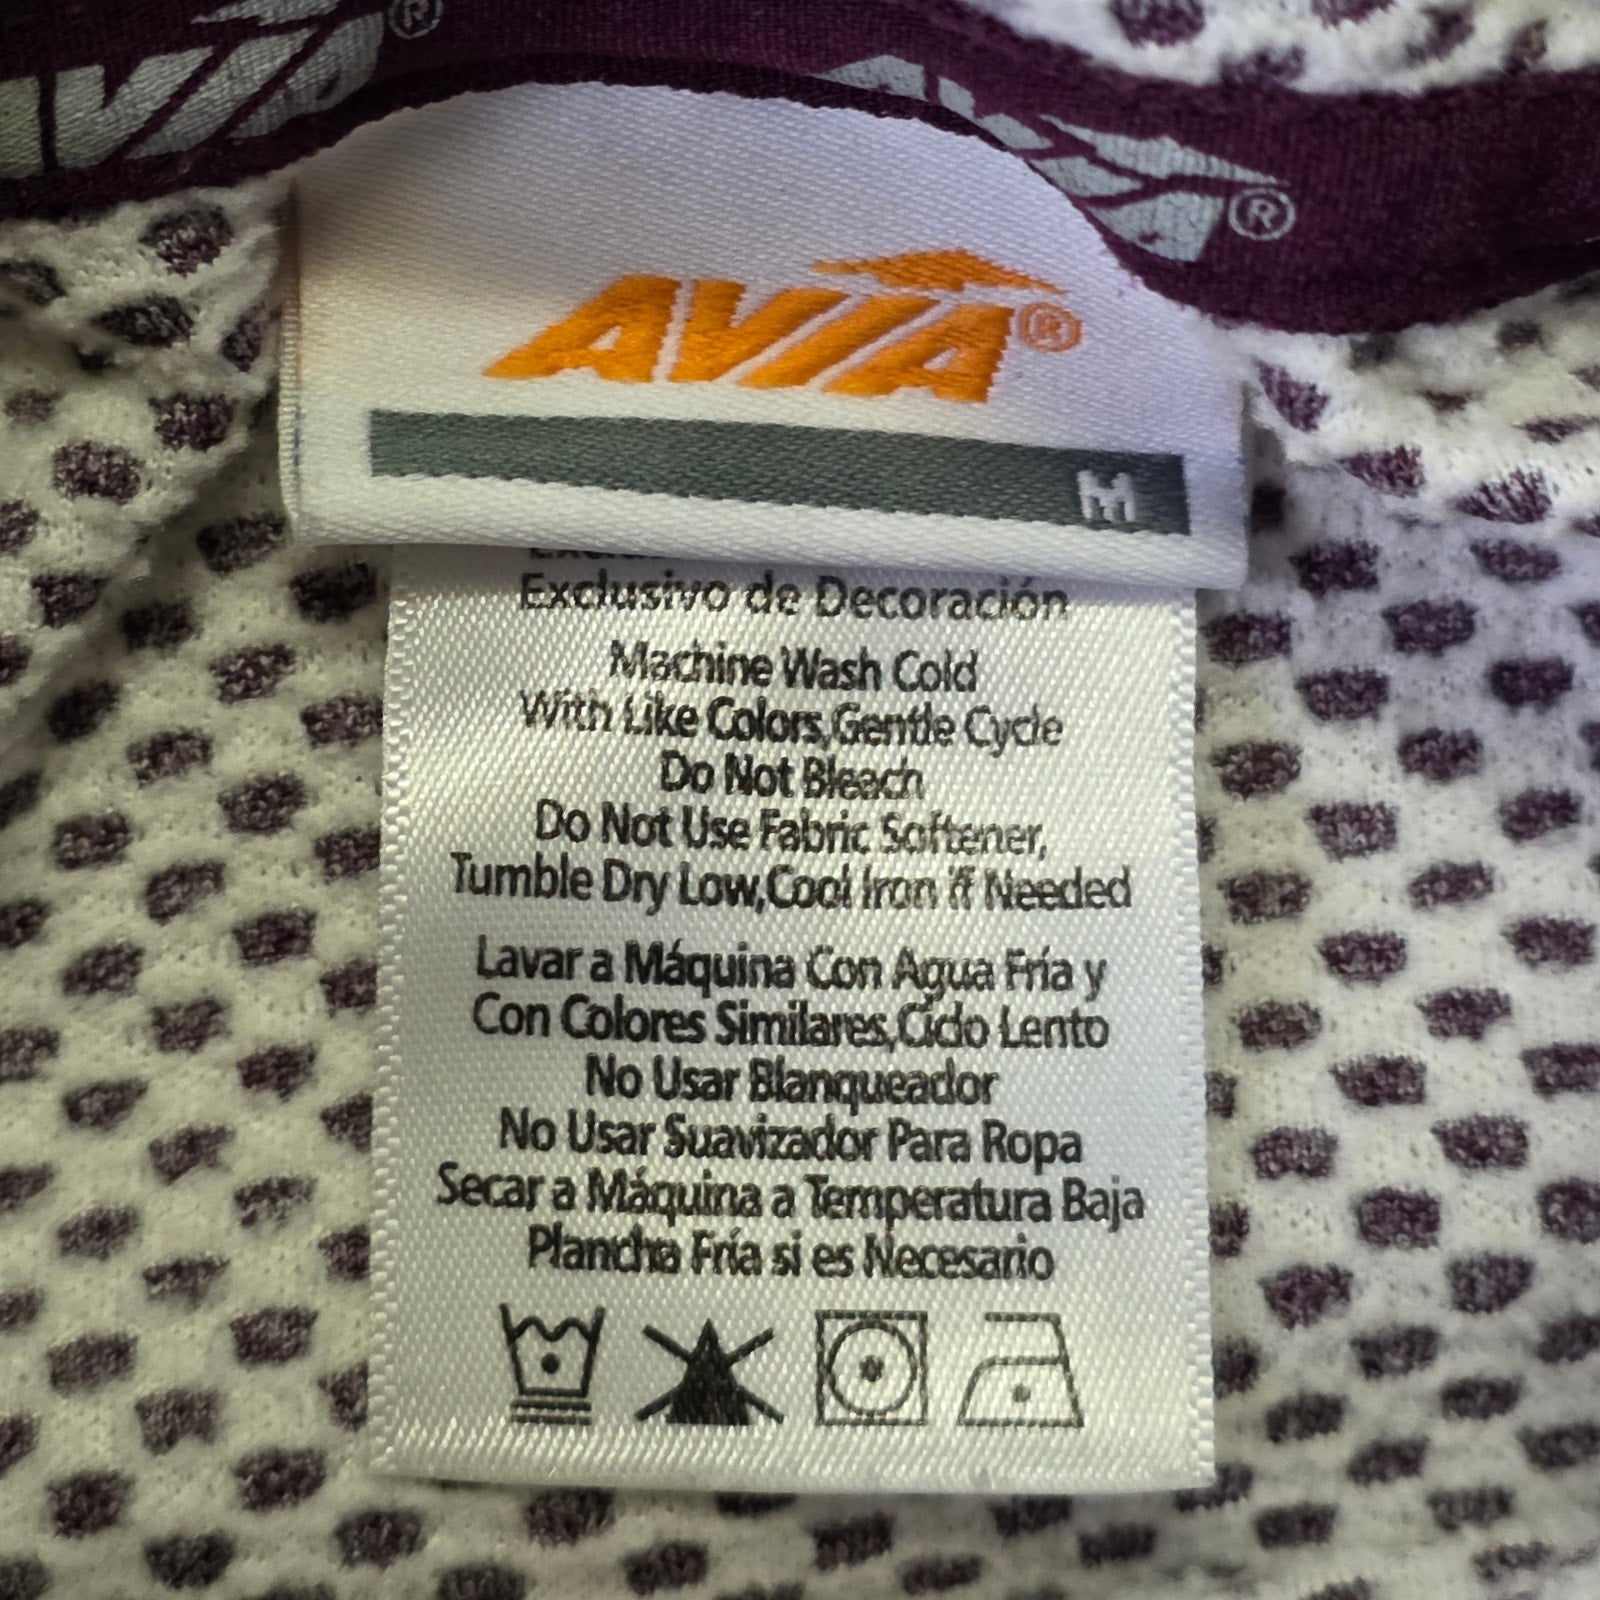 AVIA®
AVIA®
AVIA®
M
Exclusivo de Decoración
Machine Wash Cold
With Like Colors,Gentle Cycle
Do Not Bleach
Do Not Use Fabric Softener,
Tumble Dry Low,Cool Iron if Needed
Lavar a Máquina Con Agua Fría y
Con Colores Similares,Ciclo Lento
No Usar Blanqueador
No Usar Suavizador Para Ropa
Secar a Máquina a Temperatura Baja
Plancha Fría si es Necesario